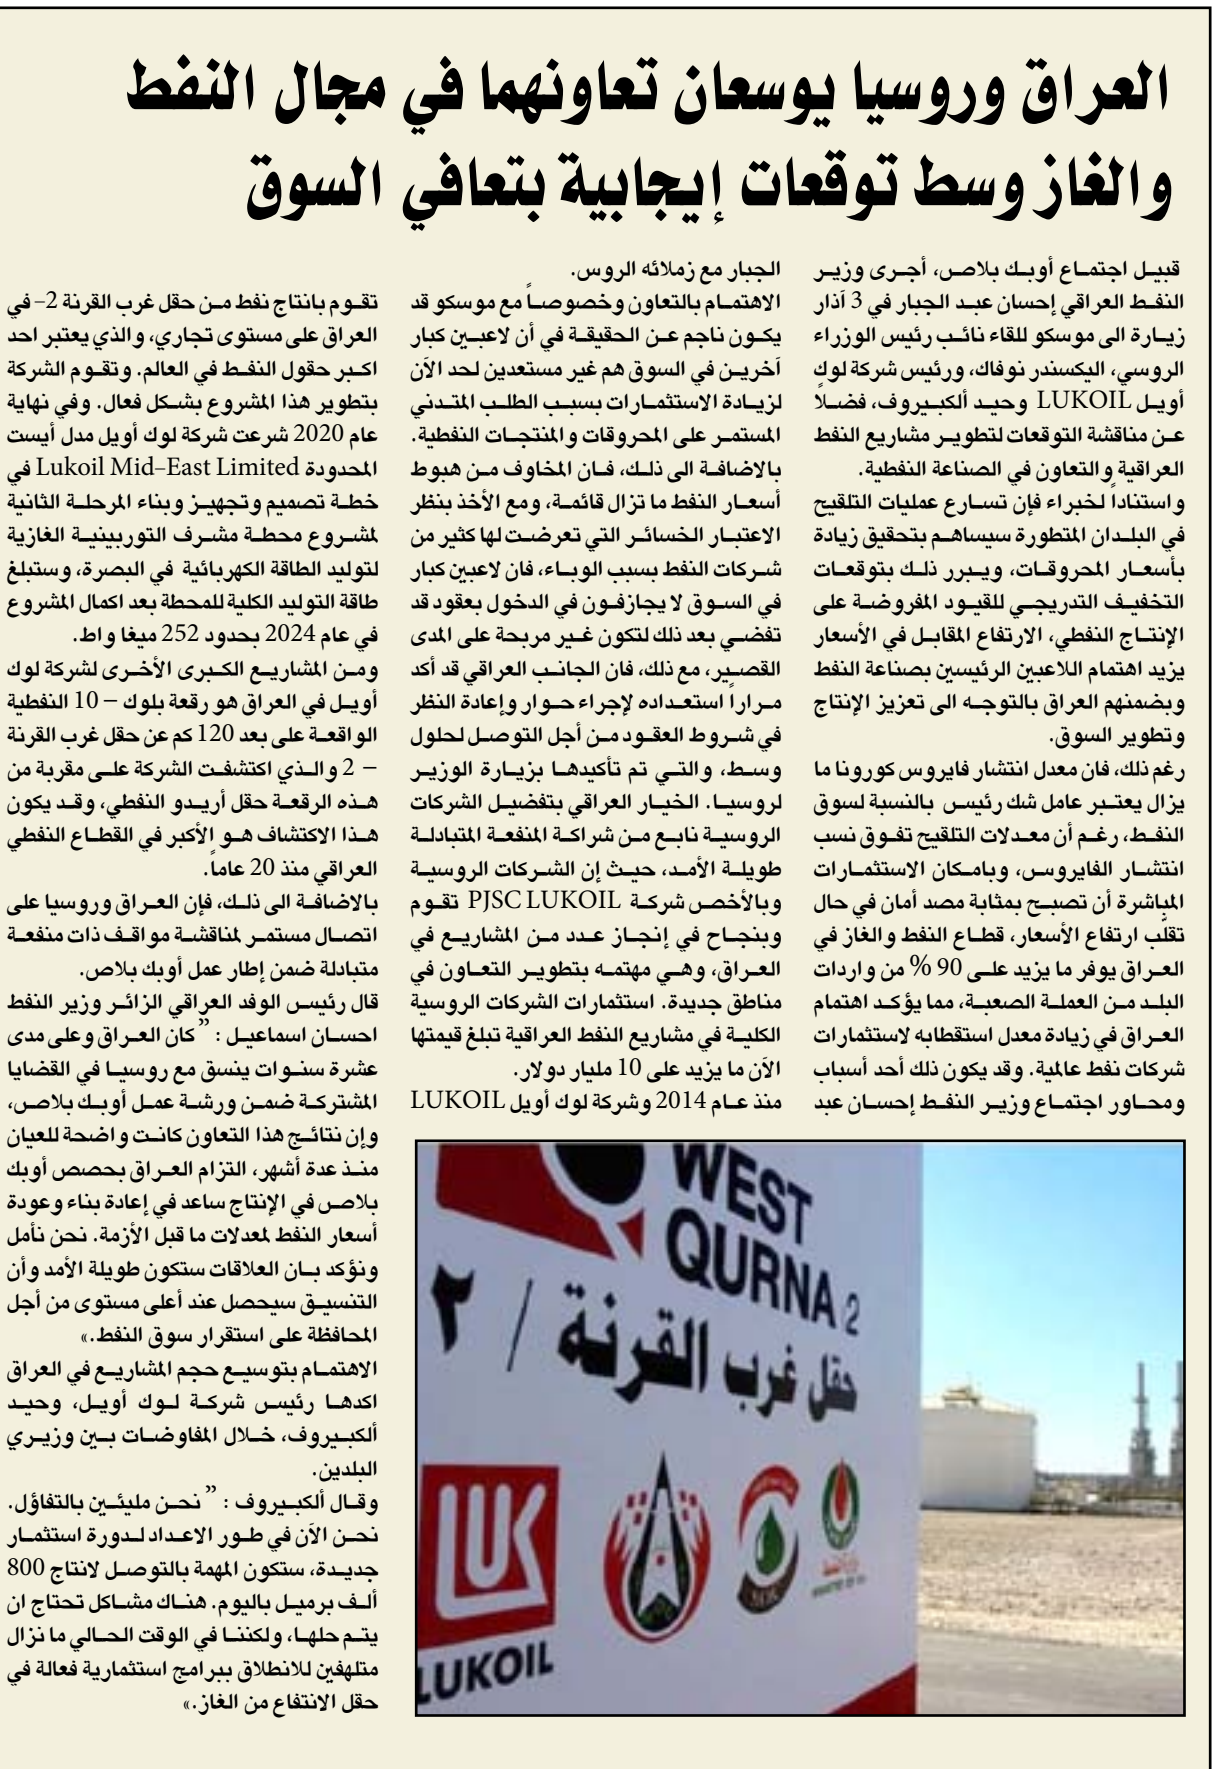 العراق وروسيا يوسعان تعاونهما في مجال النفط
والغاز وسط توقعات إيجابية بتعافي السوق
قبيل اجتماع أوبك بلاص، أجرى وزير
النفط العراقي إحسان عبد الجبار في 3 آذار
زيارة الى موسكو للقاء نائب رئيس الوزراء
الروسي، اليكسندر نوفاك، ورئيس شركة لوك
أويل LUKOIL وحيد ألكبيروف، فضلاً
عن مناقشة التوقعات لتطوير مشاريع النفط
العراقية والتعاون في الصناعة النفطية.
واستناداً لخبراء فإن تسارع عمليات التلقيح
في البلدان المتطورة سيساهم بتحقيق زيادة
بأسعار المحروقات، ويبرر ذلك بتوقعات
التخفيف التدريجي للقيود المفروضة على
الإنتاج النفطي، الارتفاع المقابل في الأسعار
يزيد اهتمام اللاعبين الرئيسين بصناعة النفط
وبضمنهم العراق بالتوجه الى تعزيز الإنتاج
وتطوير السوق.
رغم ذلك، فان معدل انتشار فايروس كورونا ما
يزال يعتبر عامل شك رئيس بالنسبة لسوق
النفط، رغم أن معدلات التلقيح تفوق نسب
انتشار الفايروس، وبامكان الاستثمارات
المباشرة أن تصبح بمثابة مصد أمان في حال
تقلّب ارتفاع الأسعار، قطاع النفط والغاز في
العراق يوفر ما يزيد على 90 % من واردات
البلد من العملة الصعبة، مما يؤكد اهتمام
العراق في زيادة معدل استقطابه لاستثمارات
شركات نفط عالمية. وقد يكون ذلك أحد أسباب
ومحاور اجتماع وزير النفط إحسان عبد
الجبار مع زملائه الروس.
الاهتمام بالتعاون وخصوصاً مع موسكو قد
يكون ناجم عن الحقيقة في أن لاعبين كبار
آخرين في السوق هم غير مستعدين لحد الآن
لزيادة الاستثمارات بسبب الطلب المتدني
المستمر على المحروقات والمنتجات النفطية.
بالاضافة الى ذلك، فان المخاوف من هبوط
أسعار النفط ما تزال قائمة، ومع الأخذ بنظر
الاعتبار الخسائر التي تعرضت لها كثير من
شركات النفط بسبب الوباء، فان لاعبين كبار
في السوق لا يجازفون في الدخول بعقود قد
تفضي بعد ذلك لتكون غير مربحة على المدى
القصير، مع ذلك، فان الجانب العراقي قد أكد
مراراً استعداده لإجراء حوار وإعادة النظر
في شروط العقود من أجل التوصل لحلول
وسط، والتي تم تأكيدها بزيارة الوزير
لروسيا. الخيار العراقي بتفضيل الشركات
الروسية نابع من شراكة المنفعة المتبادلة
طويلة الأمد، حيث إن الشركات الروسية
وبالأخص شركة PJSC LUKOIL تقوم
وبنجاح في إنجاز عدد من المشاريع في
العراق، وهي مهتمه بتطوير التعاون في
مناطق جديدة. استثمارات الشركات الروسية
الكلية في مشاريع النفط العراقية تبلغ قيمتها
الآن ما يزيد على 10 مليار دولار.
منذ عام 2014 وشركة لوك أويل LUKOIL
تقوم بانتاج نفط من حقل غرب القرنة 2- في
العراق على مستوى تجاري، والذي يعتبر احد
اكبر حقول النفط في العالم. وتقوم الشركة
بتطوير هذا المشروع بشكل فعال. وفي نهاية
عام 2020 شرعت شركة لوك أويل مدل أيست
المحدودة Lukoil Mid-East Limited في
خطة تصميم وتجهيز وبناء المرحلة الثانية
لمشروع محطة مشرف التوربينية الغازية
لتوليد الطاقة الكهربائية في البصرة، وستبلغ
طاقة التوليد الكلية للمحطة بعد اكمال المشروع
في عام 2024 بحدود 252 ميغا واط.
ومن المشاريع الكبرى الأخرى لشركة لوك
أويل في العراق هو رقعة بلوك – 10 النفطية
الواقعة على بعد 120 كم عن حقل غرب القرنة
– 2 والذي اكتشفت الشركة على مقربة من
هذه الرقعة حقل أريدو النفطي، وقد يكون
هذا الاكتشاف هو الأكبر في القطاع النفطي
العراقي منذ 20 عاماً.
بالاضافة الى ذلك، فإن العراق وروسيا على
اتصال مستمر لمناقشة مواقف ذات منفعة
متبادلة ضمن إطار عمل أوبك بلاص.
قال رئيس الوفد العراقي الزائر وزير النفط
احسان اسماعيل : ” كان العراق وعلى مدى
عشرة سنوات ينسق مع روسيا في القضايا
المشتركة ضمن ورشة عمل أوبك بلاص،
وإن نتائج هذا التعاون كانت واضحة للعيان
منذ عدة أشهر، التزام العراق بحصص أوبك
بلاص في الإنتاج ساعد في إعادة بناء وعودة
أسعار النفط لمعدلات ما قبل الأزمة. نحن نأمل
ونؤكد بان العلاقات ستكون طويلة الأمد وأن
التنسيق سيحصل عند أعلى مستوى من أجل
المحافظة على استقرار سوق النفط.»
الاهتمام بتوسيع حجم المشاريع في العراق
اكدها رئيس شركة لوك أويل، وحيد
ألكبيروف، خلال المفاوضات بين وزيري
البلدين.
وقال ألكبيروف : ” نحن مليئين بالتفاؤل.
نحن الآن في طور الاعداد لدورة استثمار
جديدة، ستكون المهمة بالتوصل لانتاج 800
ألف برميل باليوم. هناك مشاكل تحتاج ان
يتم حلها، ولكننا في الوقت الحالي ما نزال
متلهفين للانطلاق ببرامج استثمارية فعالة في
حقل الانتفاع من الغاز.»
WEST
QURNA 2
حقل غرب القرنة / ٢
LUKOIL